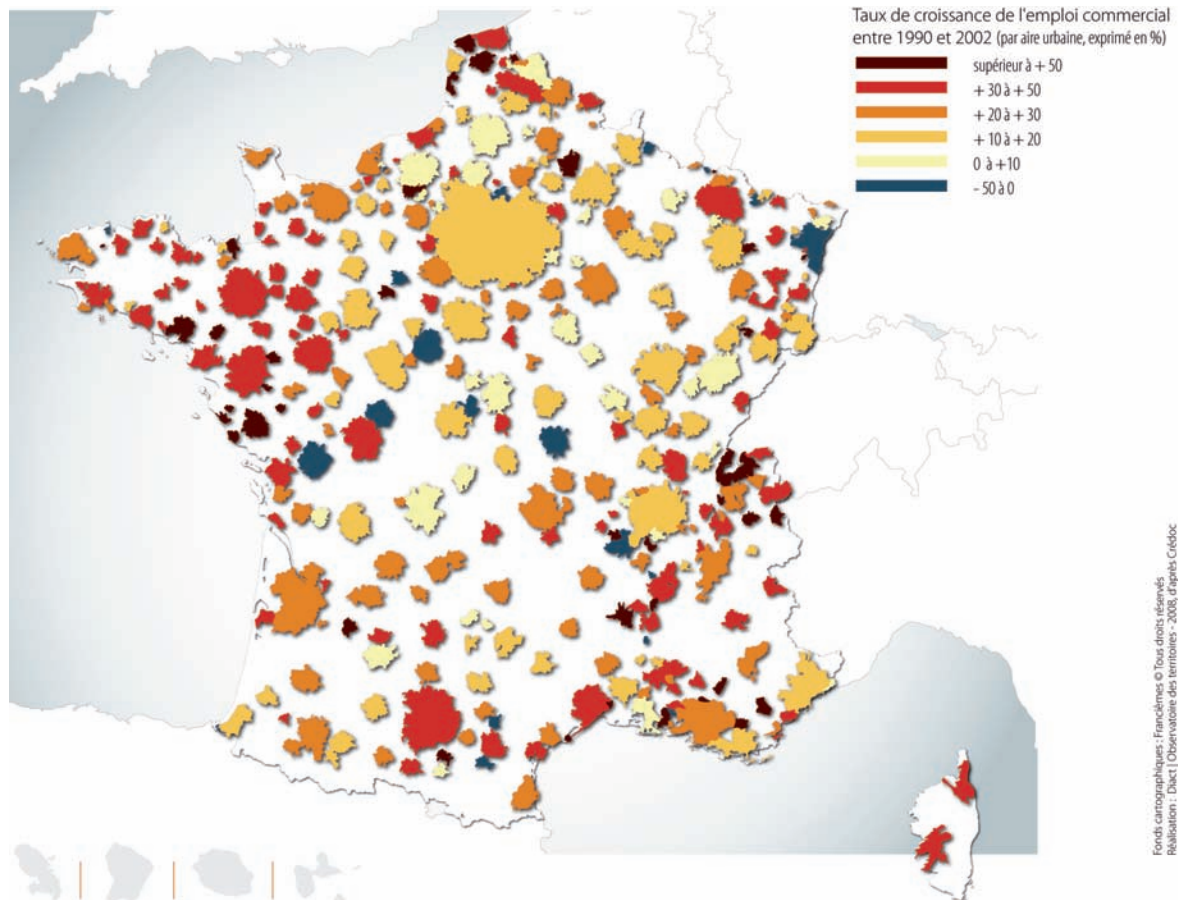 Taux de croissance de l'emploi commercial
entre 1990 et 2002 (par aire urbaine, exprimé en %)
supérieur à + 50
+ 30 à + 50
+ 20 à + 30
+ 10 à + 20
0 à +10
- 50 à 0
Fonds cartographiques : Francièmes © Tous droits réservés
Réalisation : Diact | Observatoire des territoires - 2008, d'après Crédoc